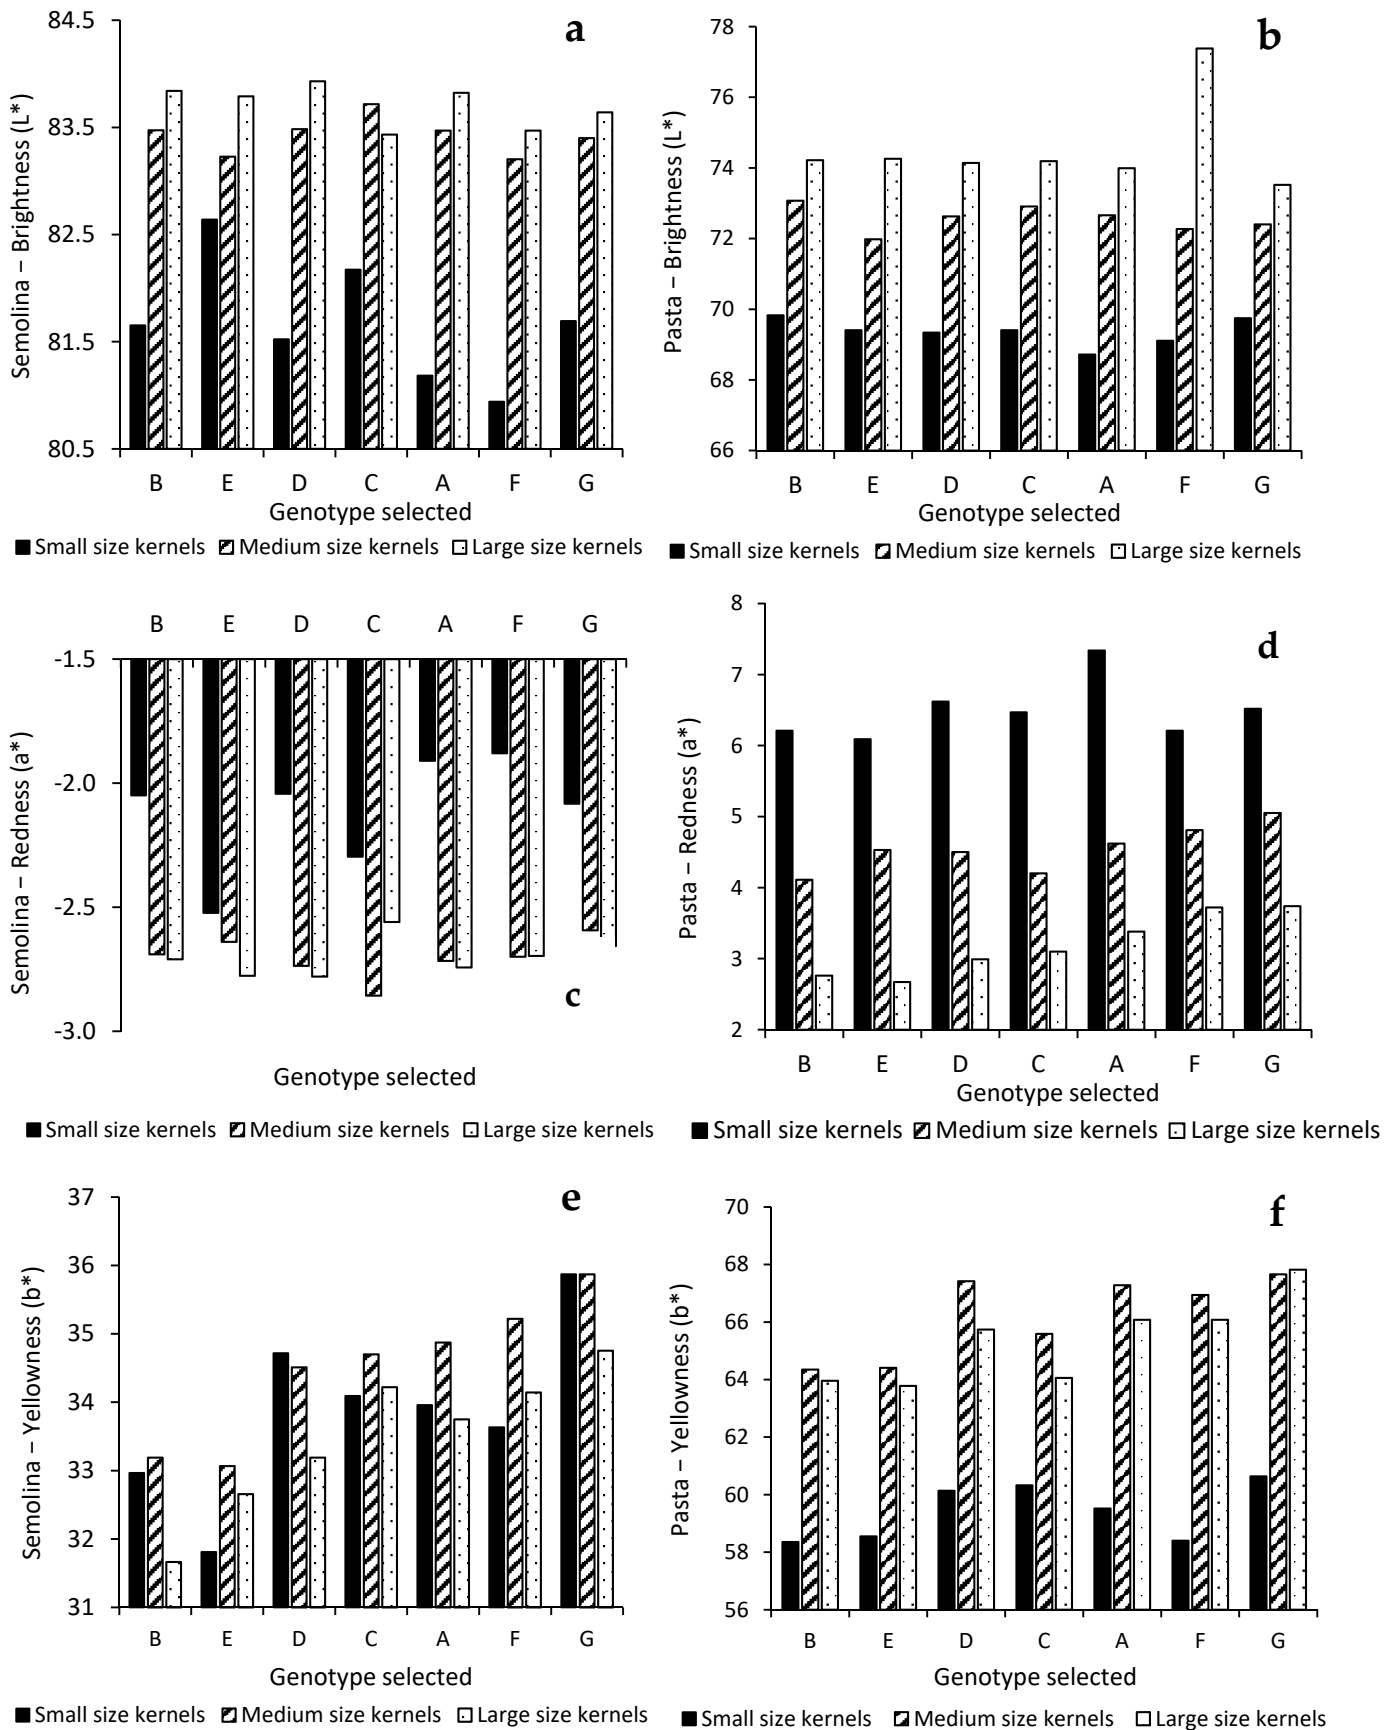 a
Semolina – Brightness (L*)
84.5
83.5
82.5
81.5
80.5
B E D C A F G
Genotype selected
Small size kernels Medium size kernels Large size kernels
b
Pasta – Brightness (L*)
78
76
74
72
70
68
66
B E D C A F G
Genotype selected
Small size kernels Medium size kernels Large size kernels
B E D C A F G
Semolina – Redness (a*)
-1.5
-2.0
-2.5
-3.0
c
Genotype selected
Small size kernels Medium size kernels Large size kernels
d
Pasta – Redness (a*)
8
7
6
5
4
3
2
B E D C A F G
Genotype selected
Small size kernels Medium size kernels Large size kernels
e
Semolina – Yellowness (b*)
37
36
35
34
33
32
31
B E D C A F G
Genotype selected
Small size kernels Medium size kernels Large size kernels
f
Pasta – Yellowness (b*)
70
68
66
64
62
60
58
56
B E D C A F G
Genotype selected
Small size kernels Medium size kernels Large size kernels